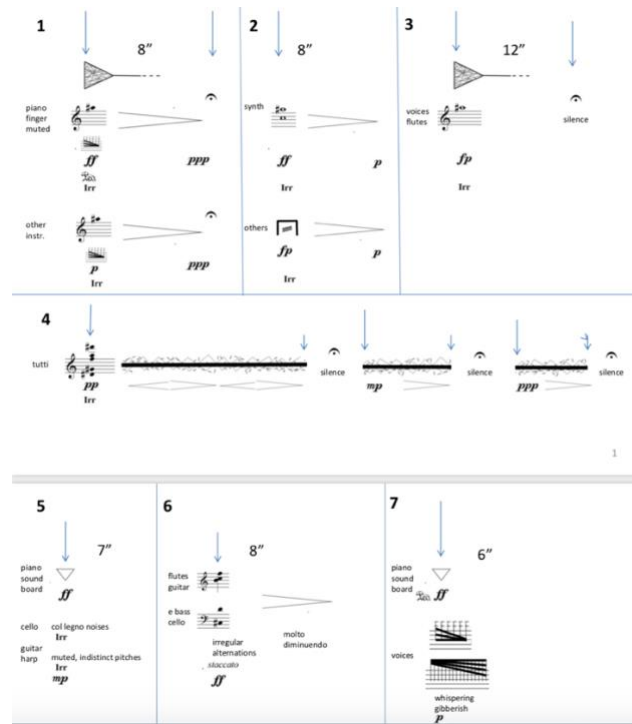 1
8”
piano
finger
muted
ff
ppp
Irr
other
instr.
p
ppp
Irr
2
8”
synth
ff
p
Irr
others
fp
p
Irr
3
12”
voices
flutes
silence
fp
Irr
4
tutti
pp
Irr
silence
mp
silence
ppp
silence
1
5
7”
piano
sound
board
ff
cello col legno noises
Irr
guitar
harp muted, indistinct pitches
Irr
mp
6
8”
flutes
guitar
e bass
cello
irregular
alternations
staccato
ff
molto
diminuendo
7
6”
piano
sound
board
Ped ff
voices
whispering
gibberish
p